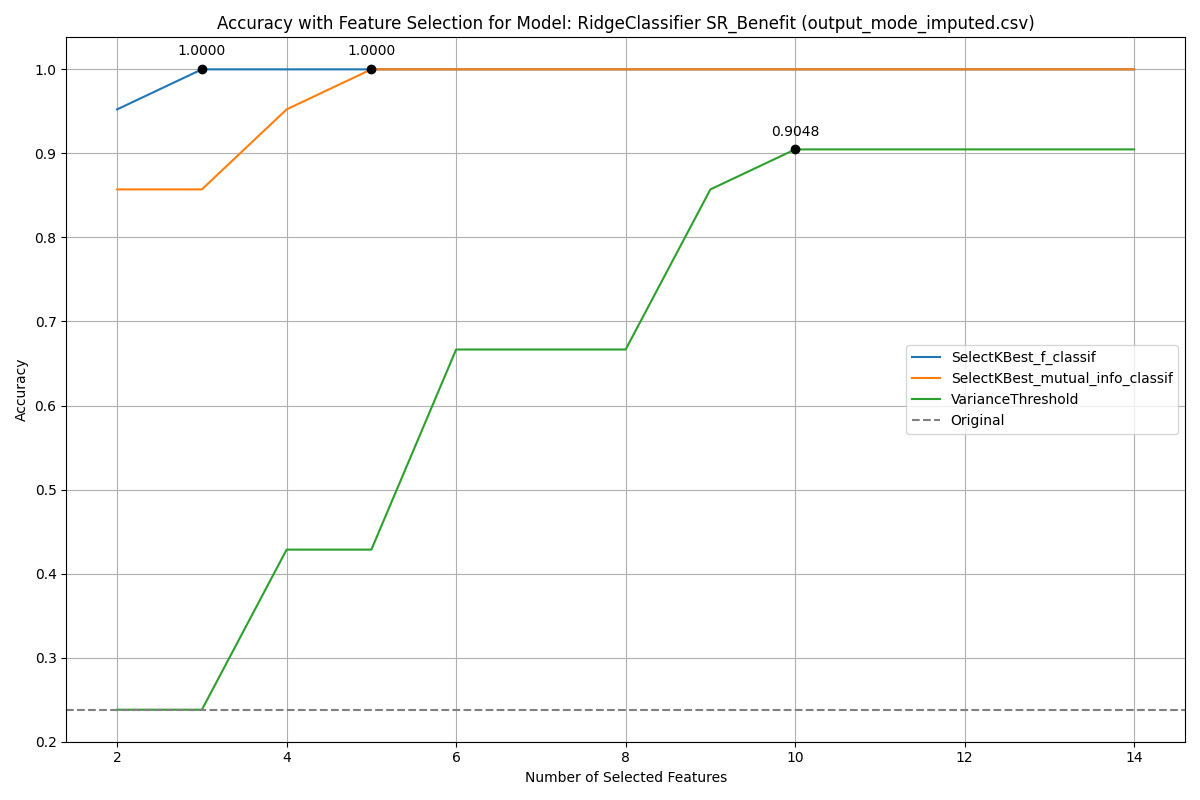 Accuracy with Feature Selection for Model: RidgeClassifier SR_Benefit (output_mode_imputed.csv)
1.0000
1.0000
0.9048
1.0
0.9
0.8
0.7
0.6
0.5
0.4
0.3
0.2
Accuracy
SelectKBest_f_classif
SelectKBest_mutual_info_classif
VarianceThreshold
Original
2
4
6
8
10
12
14
Number of Selected Features